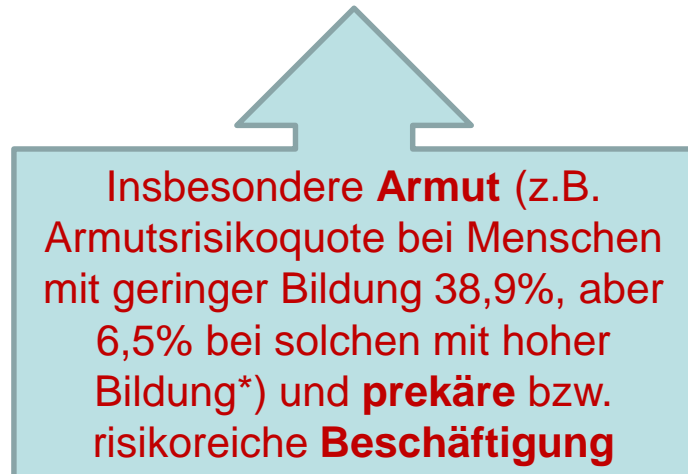 Insbesondere Armut (z.B.
Armutsrisikoquote bei Menschen
mit geringer Bildung 38,9%, aber
6,5% bei solchen mit hoher
Bildung*) und prekäre bzw.
risikoreiche Beschäftigung